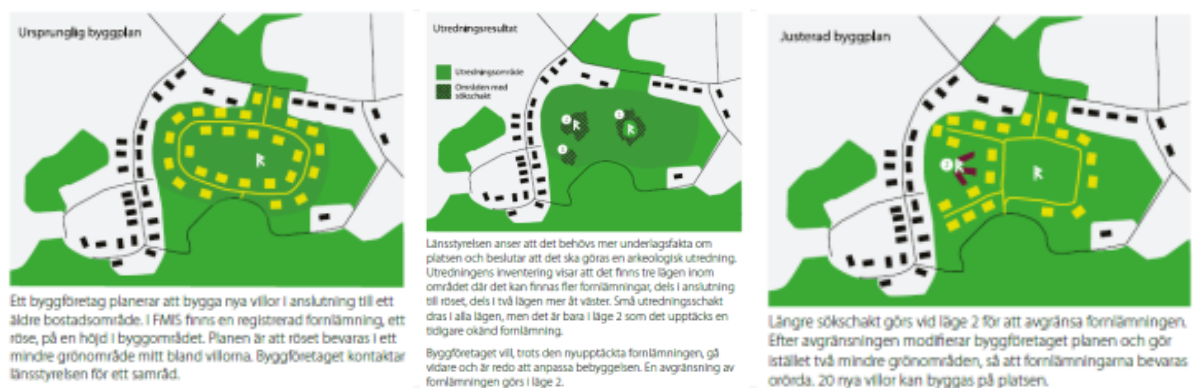 Ursprunglig byggplan
Ett byggföretag planerar att bygga nya villor i anslutning till ett
äldre bostadsområde. I FMIS finns en registrerad fornlämning, ett
röse, på en höjd i byggområdet. Planen är att röset bevaras i ett
mindre grönområde mitt bland villorna. Byggföretaget kontaktar
länsstyrelsen för ett samråd.
Utredningsresultat
Utredningsområde
Områden med
sökschakt
2
1
3
Länsstyrelsen anser att det behövs mer underlagsfakta om
platsen och beslutar att det ska göras en arkeologisk utredning.
Utredningens inventering visar att det finns tre lägen inom
området där det kan finnas fler fornlämningar, dels i anslutning
till röset, dels i två lägen mer åt väster. Små utredningsschakt
dras i alla lägen, men det är bara i läge 2 som det upptäcks en
tidigare okänd fornlämning.
Byggföretaget vill, trots den nyupptäckta fornlämningen, gå
vidare och är redo att anpassa bebyggelsen. En avgränsning av
fornlämningen görs i läge 2.
Justerad byggplan
2
Längre sökschakt görs vid läge 2 för att avgränsa fornlämningen.
Efter avgränsningen modifierar byggföretaget planen och gör
istället två mindre grönområden, så att fornlämningarna bevaras
orörda. 20 nya villor kan byggas på platsen.